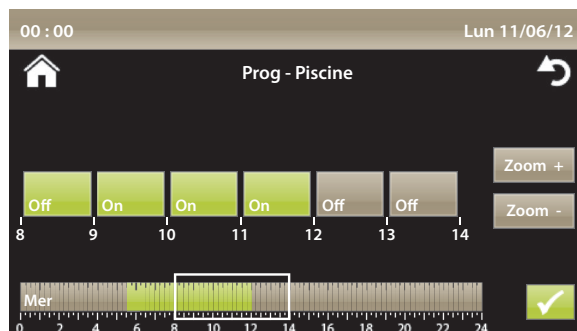 00 : 00 Lun 11/06/12
Prog - Piscine
Zoom +
Off On On On Off Off
Zoom -
8 9 10 11 12 13 14
Mer
0 2 4 6 8 10 12 14 16 18 20 22 24